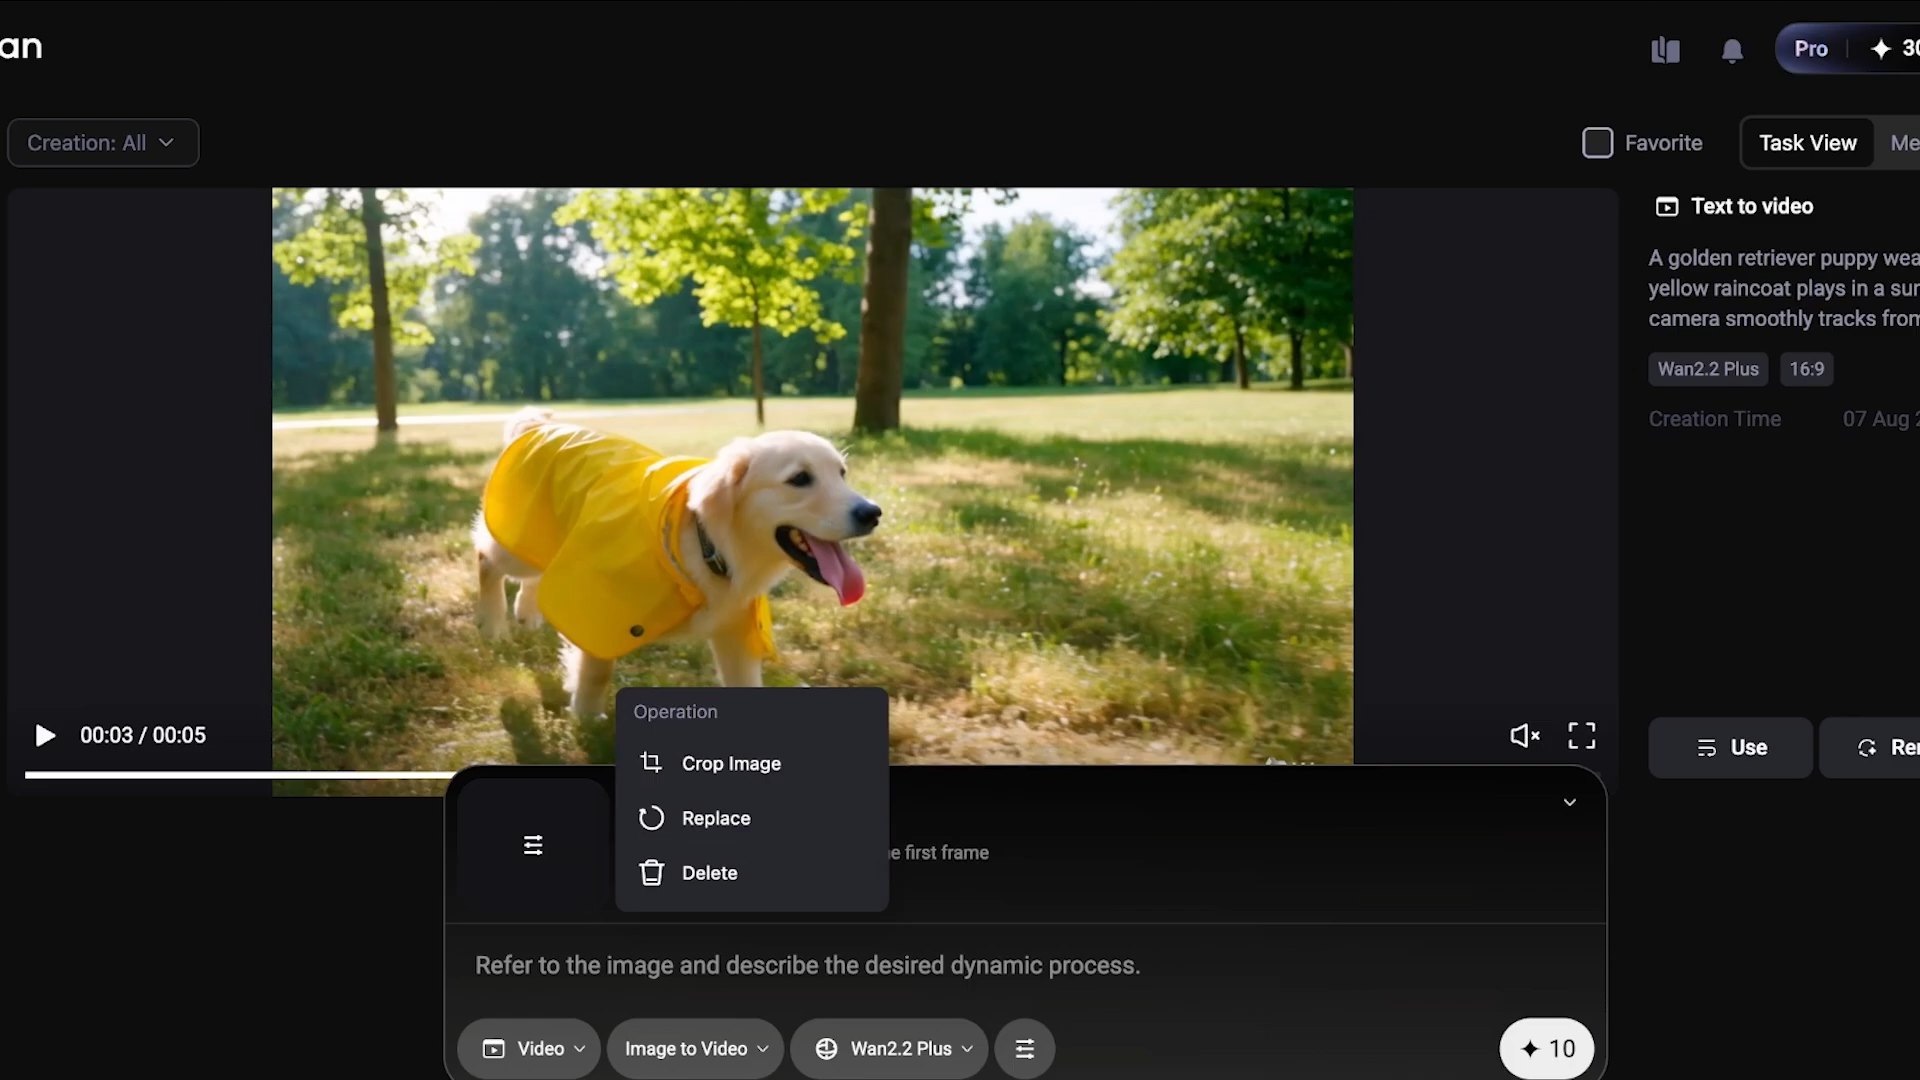 an
Pro
30
Creation: All
Favorite
Task View
Me
Text to video
A golden retriever puppy wea
yellow raincoat plays in a sun
camera smoothly tracks from
Wan2.2 Plus
16:9
Creation Time
07 Aug 2
00:03 / 00:05
Use
Rem
Operation
Crop Image
Replace
Delete
e first frame
Refer to the image and describe the desired dynamic process.
Video
Image to Video
Wan2.2 Plus
10